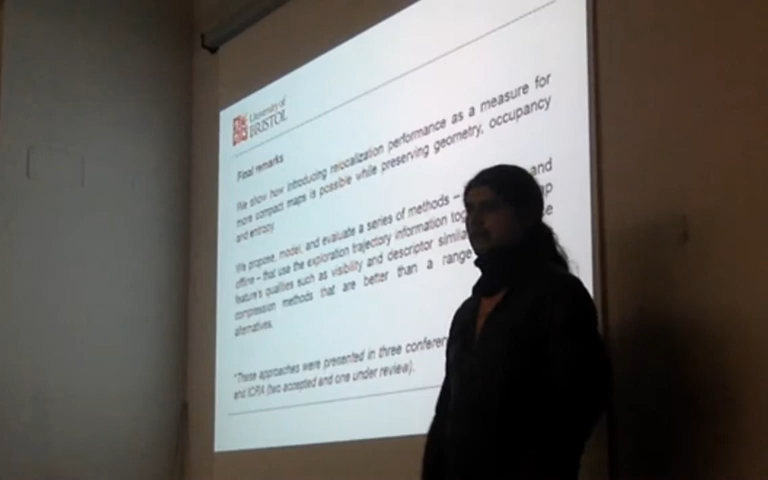 University of
BRISTOL
Final remarks
We show how introducing relocalization performance as a measure for
more compact maps is possible while preserving geometry, occupancy
and entropy.
We propose, model, and evaluate a series of methods – and
offline – that use the exploration trajectory information
feature's qualities such as visibility and descriptor
compression methods that are better than a range
alternatives.
*These approaches were presented in three
and ICRA (two accepted and one under review).